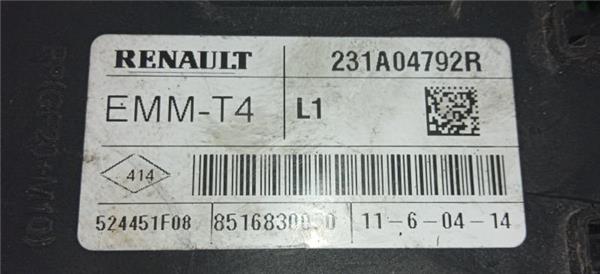 RENAULT 231A04792R
EMM-T4 L1
414
524451F08 11-6-04-14